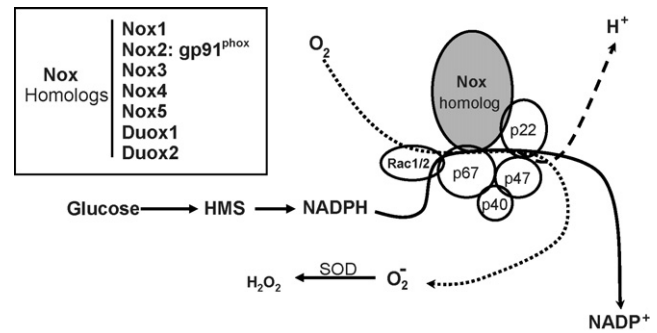 Nox
Homologs
Nox1
Nox2: gp91phox
Nox3
Nox4
Nox5
Duox1
Duox2
O2
H+
Nox
homolog
p22
Rac1/2
p67
p47
p40
Glucose
HMS
NADPH
H2O2
SOD
O2-
NADP+